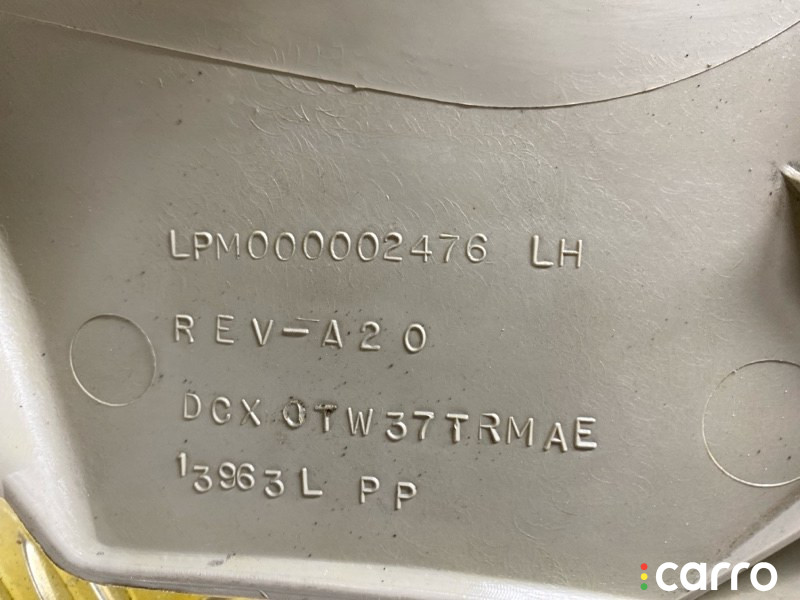 LPM000002476 LH
REV-A20
DCX 0TW37TRMAE
13963L PP
carro